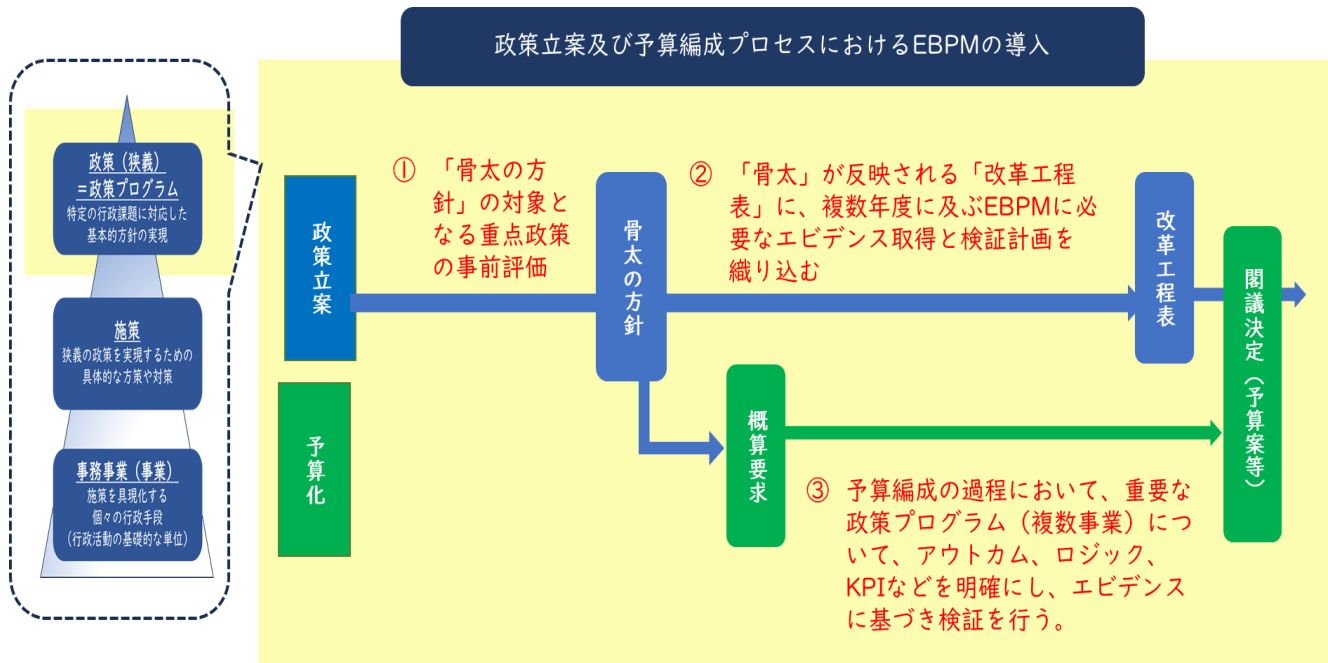 政策立案及び予算編成プロセスにおけるEBPMの導入
政策（狭義）
＝政策プログラム
特定の行政課題に対応した
基本的方針の実現
施策
狭義の政策を実現するための
具体的な方策や対策
事務事業（事業）
施策を具現化する
個々の行政手段
（行政活動の基礎的な単位）
政策立案
予算化
① 「骨太の方
針」の対象と
なる重点政策
の事前評価
骨太の方針
② 「骨太」が反映される「改革工程
表」に、複数年度に及ぶEBPMに必
要なエビデンス取得と検証計画を
織り込む
改革工程表
概算要求
閣議決定（予算案等）
③ 予算編成の過程において、重要な
政策プログラム（複数事業）につ
いて、アウトカム、ロジック、
KPIなどを明確にし、エビデンス
に基づき検証を行う。